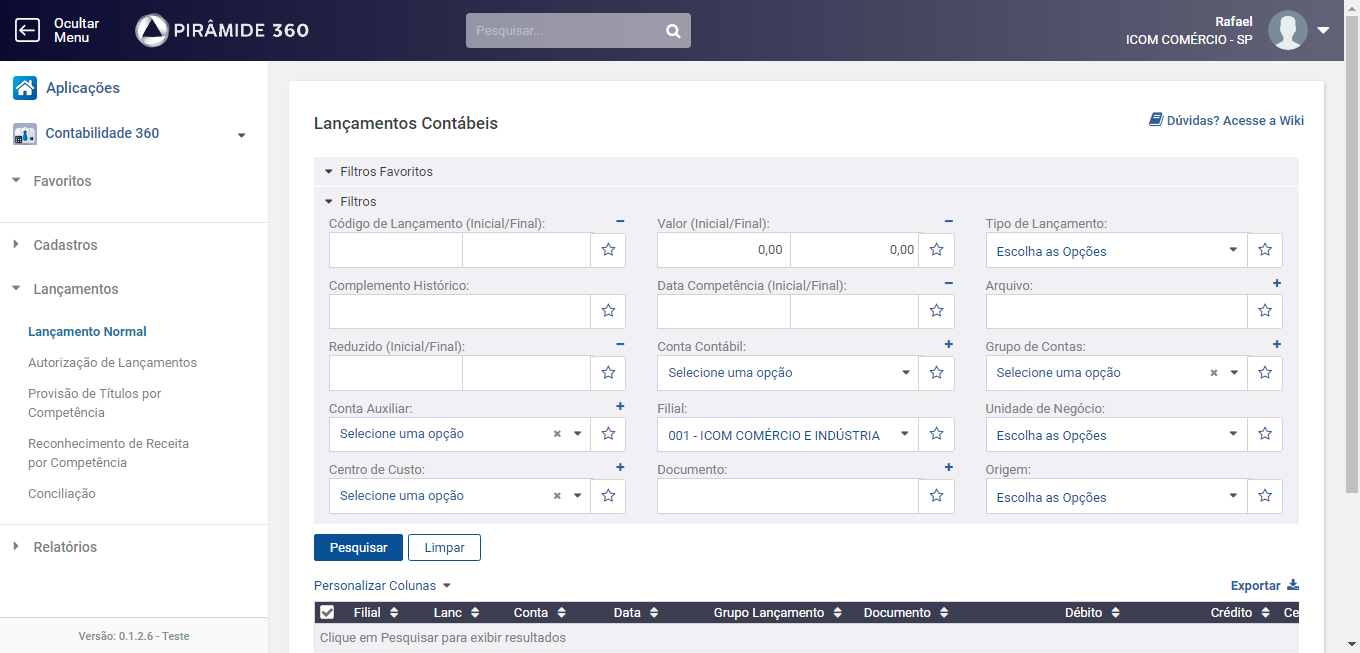 Ocultar
Menu
PIRÂMIDE 360
Pesquisar...
Rafael
ICOM COMÉRCIO - SP
Aplicações
Contabilidade 360
Favoritos
Cadastros
Lançamentos
Lançamento Normal
Autorização de Lançamentos
Provisão de Títulos por
Competência
Reconhecimento de Receita
por Competência
Conciliação
Relatórios
Versão: 0.1.2.6 - Teste
Lançamentos Contábeis
Dúvidas? Acesse a Wiki
Filtros Favoritos
Filtros
Código de Lançamento (Inicial/Final):
Valor (Inicial/Final):
Tipo de Lançamento:
0,00 0,00
Escolha as Opções
Complemento Histórico:
Data Competência (Inicial/Final):
Arquivo:
Reduzido (Inicial/Final):
Conta Contábil:
Grupo de Contas:
Selecione uma opção
Selecione uma opção
Conta Auxiliar:
Filial:
Unidade de Negócio:
Selecione uma opção
001 - ICOM COMÉRCIO E INDÚSTRIA
Escolha as Opções
Centro de Custo:
Documento:
Origem:
Selecione uma opção
Escolha as Opções
Pesquisar Limpar
Personalizar Colunas
Exportar
Filial Lanc Conta Data Grupo Lançamento Documento Débito Crédito Ce
Clique em Pesquisar para exibir resultados